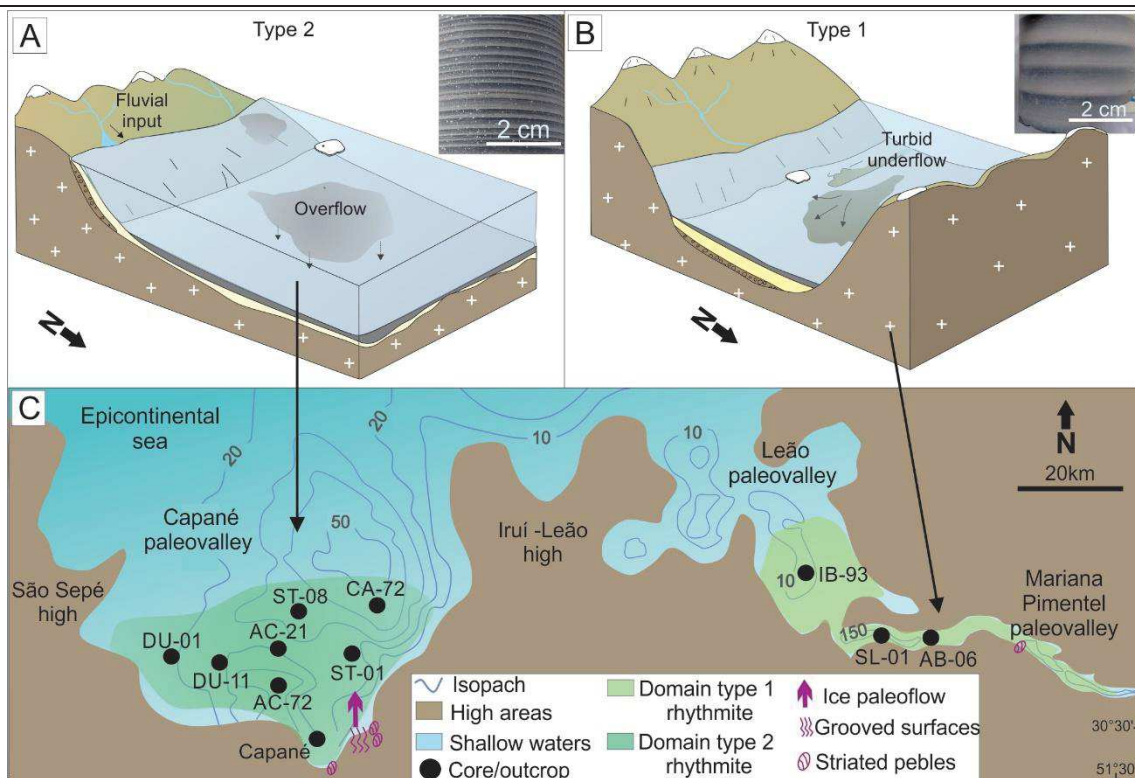 A
Type 2
Fluvial
input
Overflow
2 cm
N
B
Type 1
Turbid
underflow
2 cm
N
C
Epicontinental
sea
20
20
10
10
Capané
paleovalley
50
São Sepé
high
Iruí -Leão
high
Leão
paleovalley
N
20km
ST-08
CA-72
DU-01
AC-21
DU-11
ST-01
AC-72
Capané
10
IB-93
150
SL-01
AB-06
Mariana
Pimentel
paleovalley
Isopach
High areas
Shallow waters
Core/outcrop
Domain type 1
rhythmite
Domain type 2
rhythmite
Ice paleoflow
Grooved surfaces
Striated pebbles
30°30'
51°30'